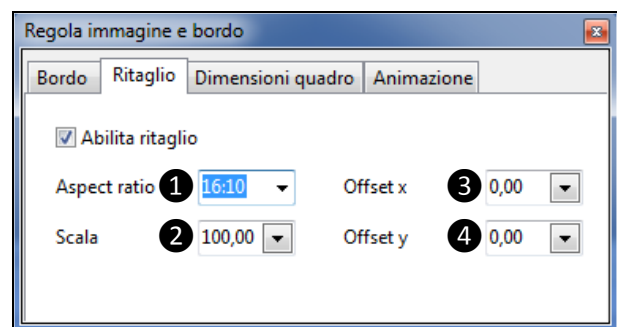 Regola immagine e bordo
Bordo Ritaglio Dimensioni quadro Animazione
Abilita ritaglio
Aspect ratio 1 16:10 Offset x 3 0,00
Scala 2 100,00 Offset y 4 0,00